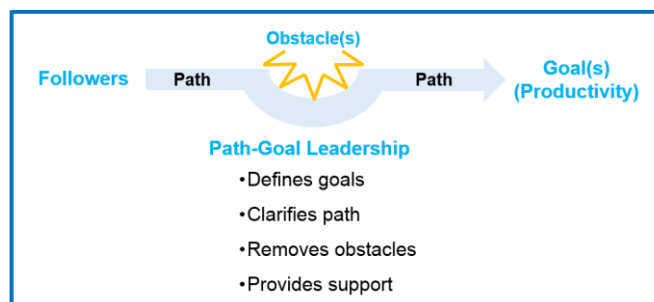 Obstacle(s)
Followers Path Path Goal(s)
(Productivity)
Path-Goal Leadership
•Defines goals
•Clarifies path
•Removes obstacles
•Provides support